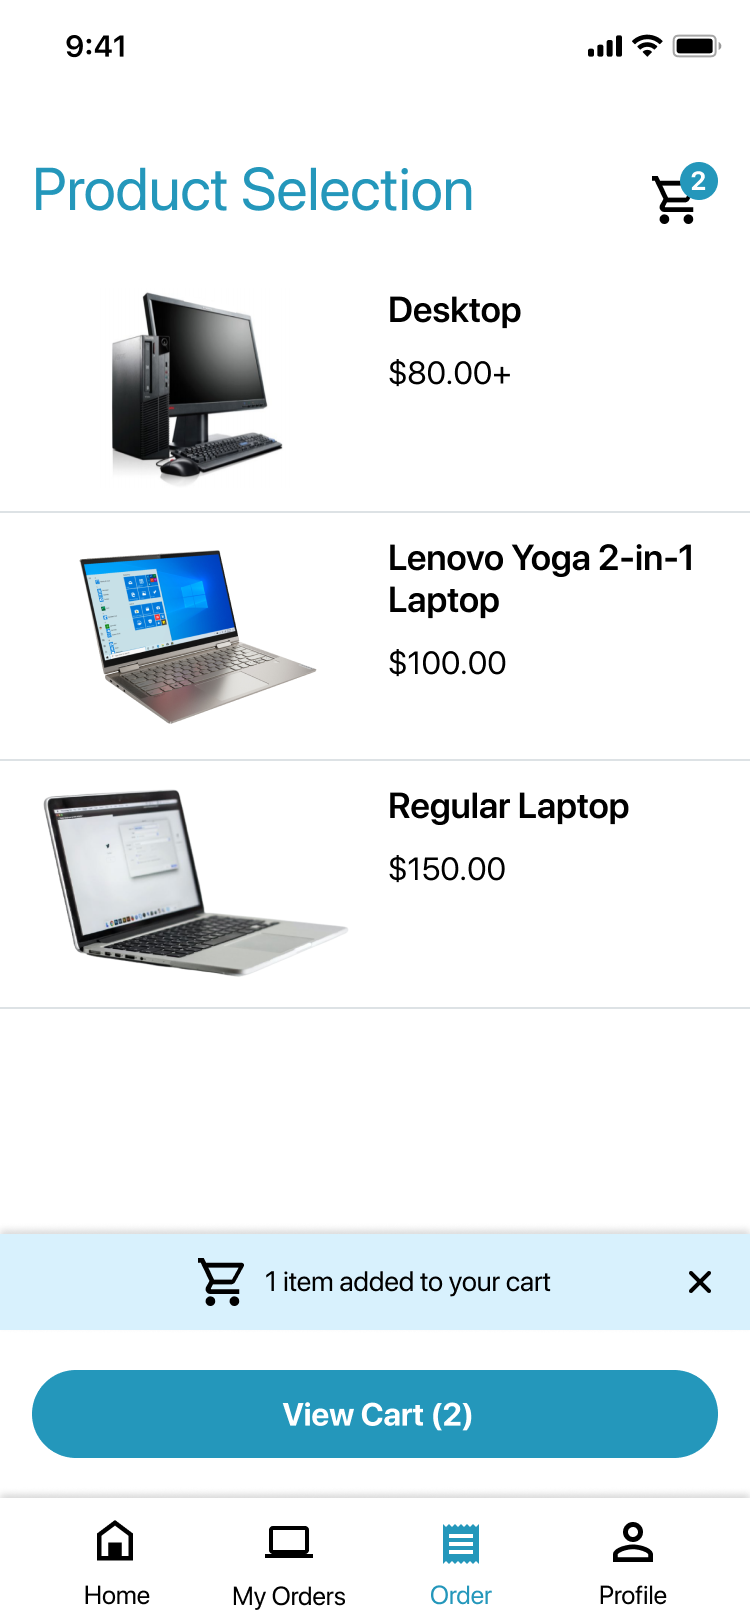 9:41
Product Selection
2
Desktop
$80.00+
Lenovo Yoga 2-in-1
Laptop
$100.00
Regular Laptop
$150.00
1 item added to your cart
View Cart (2)
Home
My Orders
Order
Profile